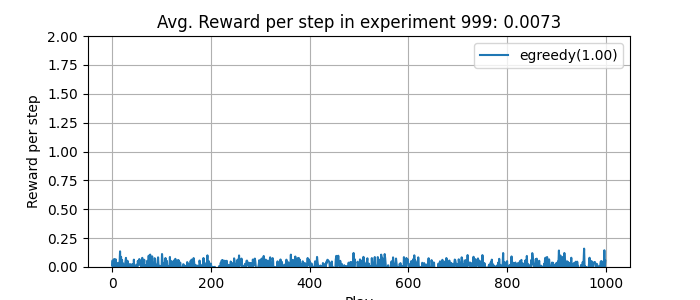 Avg. Reward per step in experiment 999: 0.0073
egreedy(1.00)
Reward per step
2.00
1.75
1.50
1.25
1.00
0.75
0.50
0.25
0.00
0 200 400 600 800 1000
Play